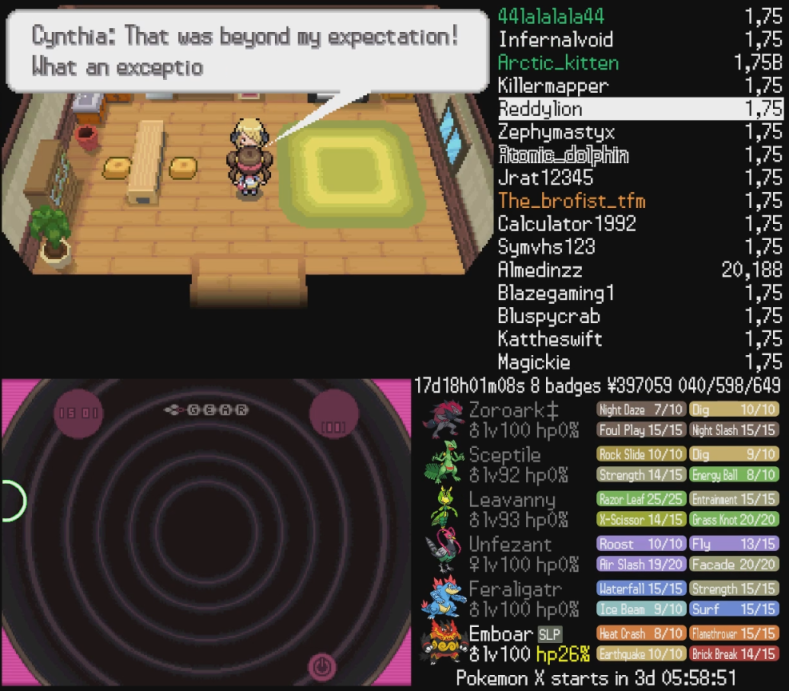 Cynthia: That was beyond my expectation!
What an exceptio
44lalalala44 1,75
Infernalvoid 1,75
Arctic_kitten 1,75B
Killermapper 1,75
Reddylion 1,75
Zephymastyx 1,75
Atomic_dolphin 1,75
Jrat12345 1,75
The_brofist_tfm 1,75
Calculator1992 1,75
Symvhs123 1,75
Almedinzz 20,188
Blazegaming1 1,75
Bluspycrab 1,75
Kattheswift 1,75
Magickie 1,75
17d18h01m08s 8 badges ¥397059 040/598/649
GEAR
Zoroark‡ Night Daze 7/10 Dig 10/10
♂lv100 hp0% Foul Play 15/15 Night Slash 15/15
Sceptile Rock Slide 10/10 Dig 9/10
♂lv92 hp0% Strength 14/15 Energy Ball 8/10
Leavanny Razor Leaf 25/25 Entrainment 15/15
♂lv93 hp0% X-Scissor 14/15 Grass Knot 20/20
Unfezant Roost 10/10 Fly 13/15
♀lv100 hp0% Air Slash 19/20 Facade 20/20
Feraligatr Waterfall 15/15 Strength 15/15
♂lv100 hp0% Ice Beam 9/10 Surf 15/15
Emboar SLP Heat Crash 8/10 Flamethrower 15/15
♂lv100 hp26% Earthquake 10/10 Brick Break 14/15
Pokemon X starts in 3d 05:58:51